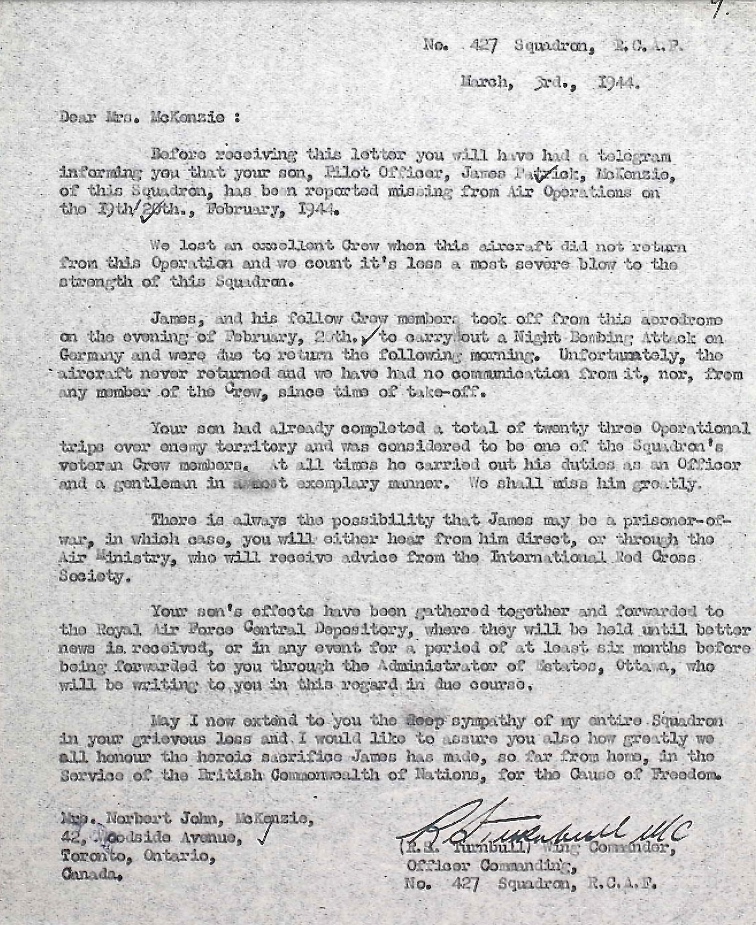 9.
No. 427 Squadron, R.C.A.F.
March, 3rd., 1944.
Dear Mrs. McKenzie :
Before receiving this letter you will have had a telegram
informing you that your son, Pilot Officer, James Patrick, McKenzie,
of this Squadron, has been reported missing from Air Operations on
the 19th/20th., February, 1944.
We lost an excellent Crew when this aircraft did not return
from this Operation and we count it's loss a most severe blow to the
strength of this Squadron.
James, and his fellow Crew members took off from this aerodrome
on the evening of February, to carry out a Night Bombing Attack on
Germany and were due to return the following morning. Unfortunately, the
aircraft never returned and we have had no communication from it, nor, from
any member of the Crew, since time of take-off.
Your son had already completed a total of twenty three Operational
trips over enemy territory and was considered to be one of the Squadron's
veteran Crew members. At all times he carried out his duties as an Officer
and a gentleman in a most exemplary manner. We shall miss him greatly.
There is always the possibility that James may be a prisoner-of-
war, in which case, you will either hear from him direct, or through the
Air Ministry, who will receive advice from the International Red Cross
Society.
Your son's effects have been gathered together and forwarded to
the Royal Air Force Central Depository, where they will be held until better
news is received, or in any event for a period of at least six months before
being forwarded to you through the Administrator of Estates, Ottawa, who
will be writing to you in this regard in due course.
May I now extend to you the deep sympathy of my entire Squadron
in your grievous loss and I would like to assure you also how greatly we
all honour the heroic sacrifice James has made, so far from home, in the
Service of the British Commonwealth of Nations, for the Cause of Freedom.
Mrs. Norbert John, McKenzie,
42, Woodside Avenue,
Toronto, Ontario,
Canada.
R S Turnbull W/C
(R.S. Turnbull) Wing Commander,
Officer Commanding,
No. 427 Squadron, R.C.A.F.